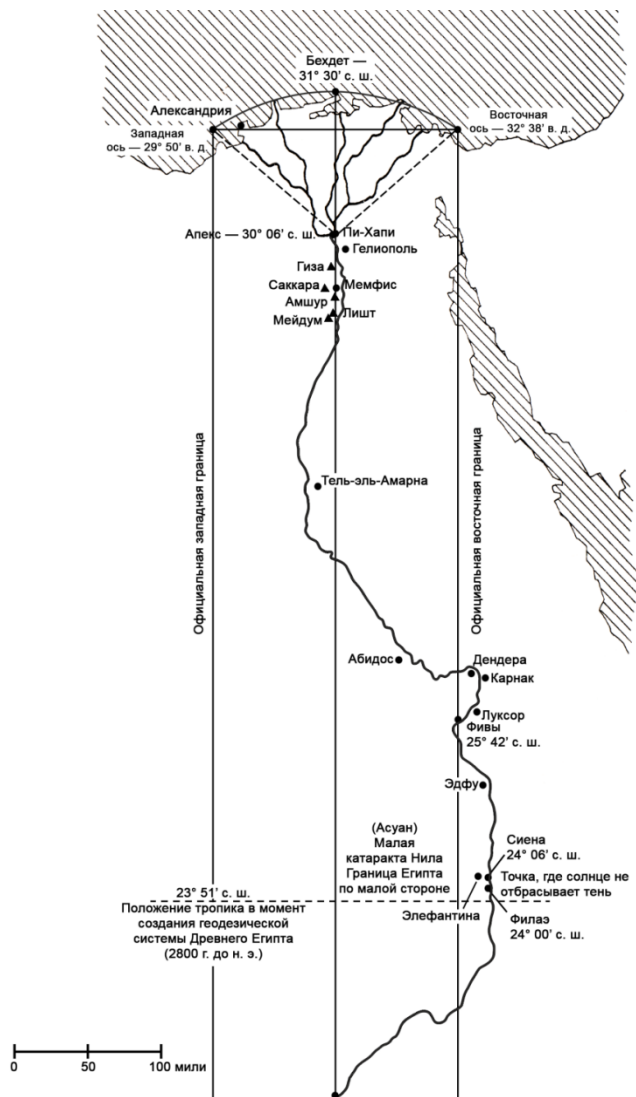 Бехдет —
31° 30’ с. ш.
Александрия
Западная
ось — 29° 50’ в. д.
Восточная
ось — 32° 38’ в. д.
Апекс — 30° 06’ с. ш.
Пи-Хапи
Гелиополь
Гиза
Саккара
Мемфис
Амшур
Лишт
Мейдум
Официальная западная граница
Официальная восточная граница
Тель-эль-Амарна
Абидос
Дендера
Карнак
Луксор
Фивы
25° 42’ с. ш.
Эдфу
(Асуан)
Малая
катаракта Нила
Граница Египта
по малой стороне
Сиена
24° 06’ с. ш.
Точка, где солнце не
отбрасывает тень
Элефантина
Филаэ
24° 00’ с. ш.
23° 51’ с. ш.
Положение тропика в момент
создания геодезической
системы Древнего Египта
(2800 г. до н. э.)
0 50 100 мили